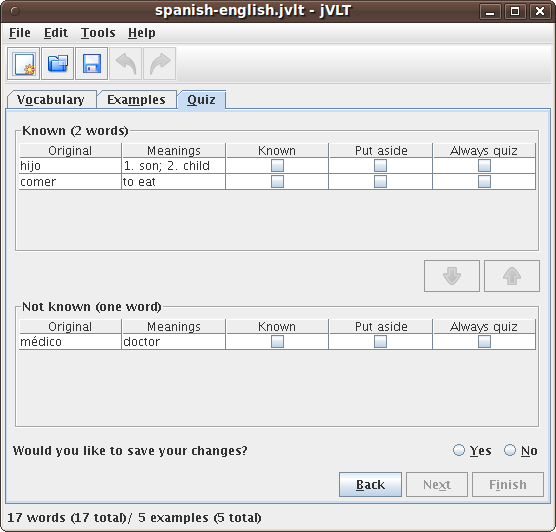 spanish-english.jvlt - jVLT
File Edit Tools Help
Vocabulary Examples Quiz
Known (2 words)
Original Meanings Known Put aside Always quiz
hijo 1. son; 2. child
comer to eat
Not known (one word)
Original Meanings Known Put aside Always quiz
médico doctor
Would you like to save your changes? Yes No
Back Next Finish
17 words (17 total)/ 5 examples (5 total)